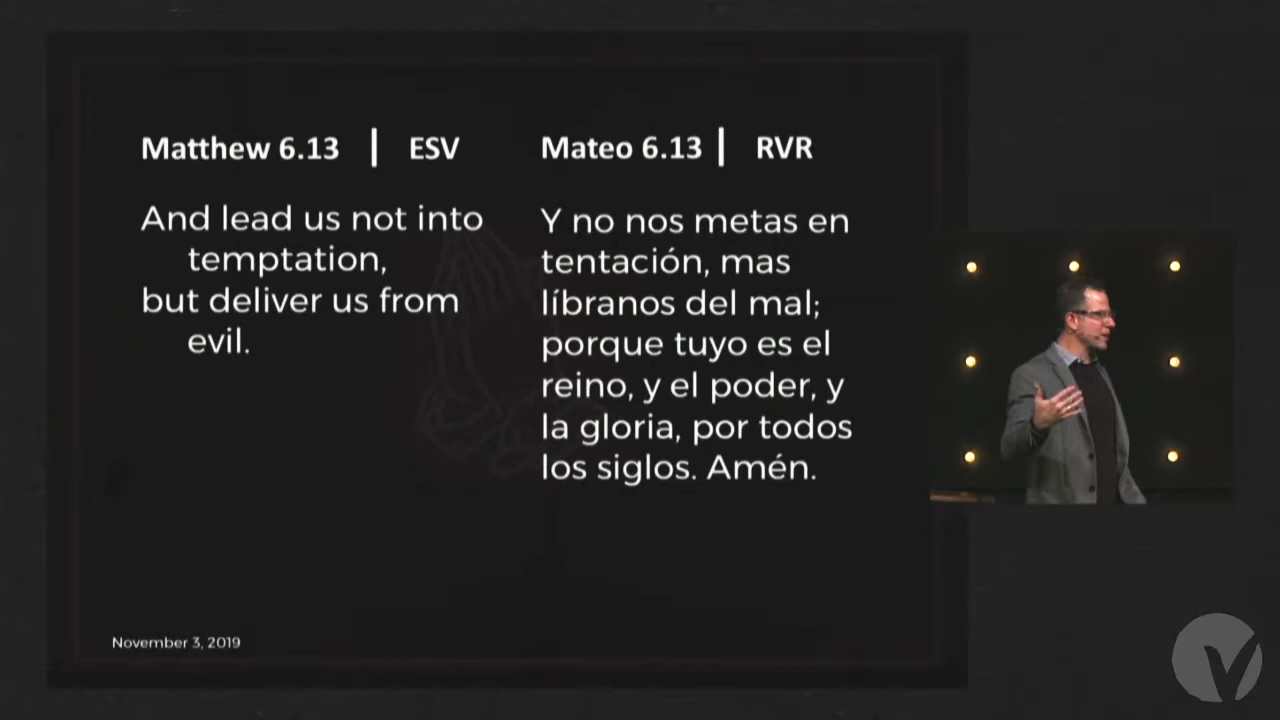 Matthew 6.13 | ESV
And lead us not into
temptation,
but deliver us from
evil.
Mateo 6.13 | RVR
Y no nos metas en
tentación, mas
líbranos del mal;
porque tuyo es el
reino, y el poder, y
la gloria, por todos
los siglos. Amén.
November 3, 2019